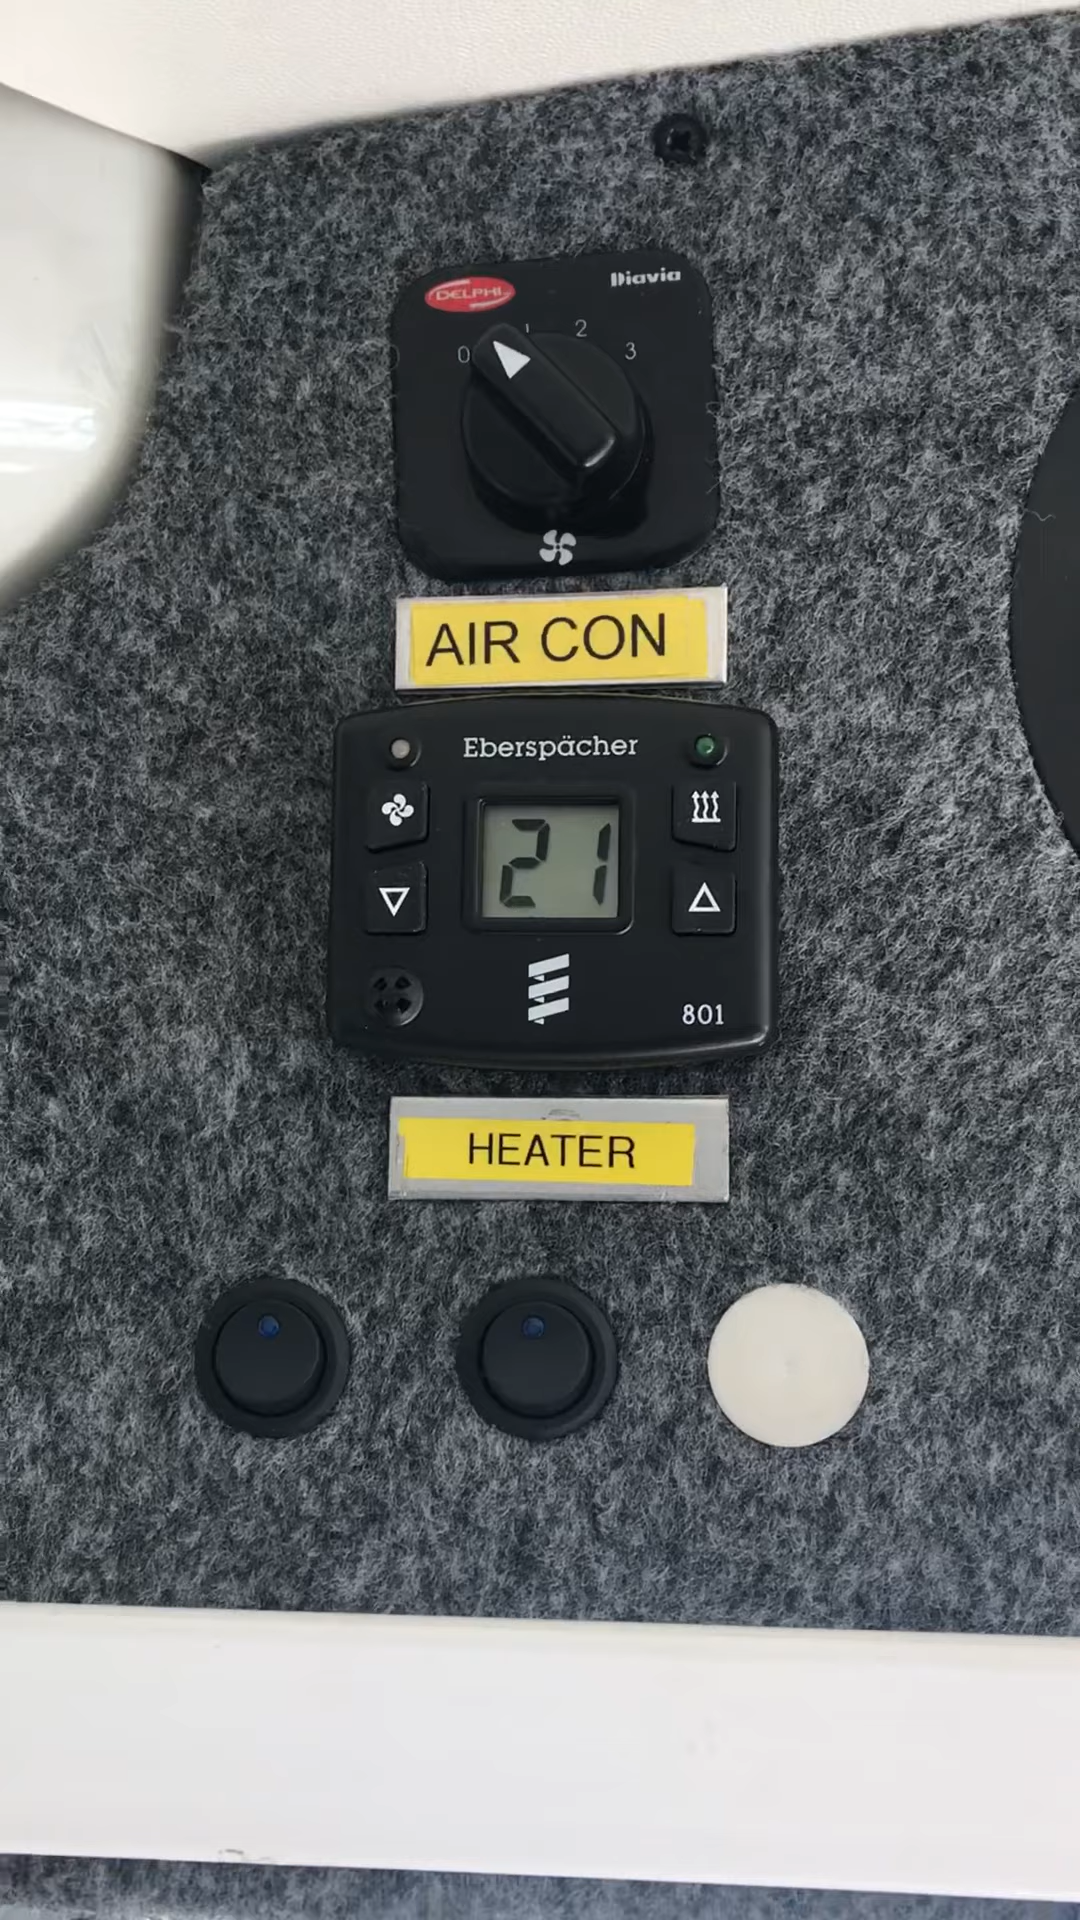 DELPHI
Diavia
0 1 2 3
AIR CON
Eberspächer
21
801
HEATER